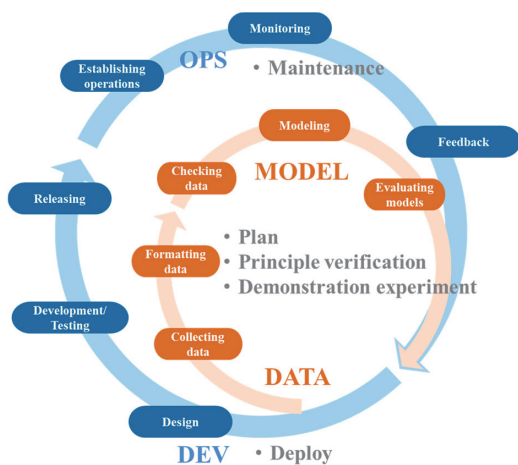 Monitoring
OPS
• Maintenance
Establishing
operations
Modeling
Feedback
Checking
data
MODEL
Evaluating
models
Releasing
Formatting
data
• Plan
• Principle verification
• Demonstration experiment
Development/
Testing
Collecting
data
DATA
Design
DEV
• Deploy